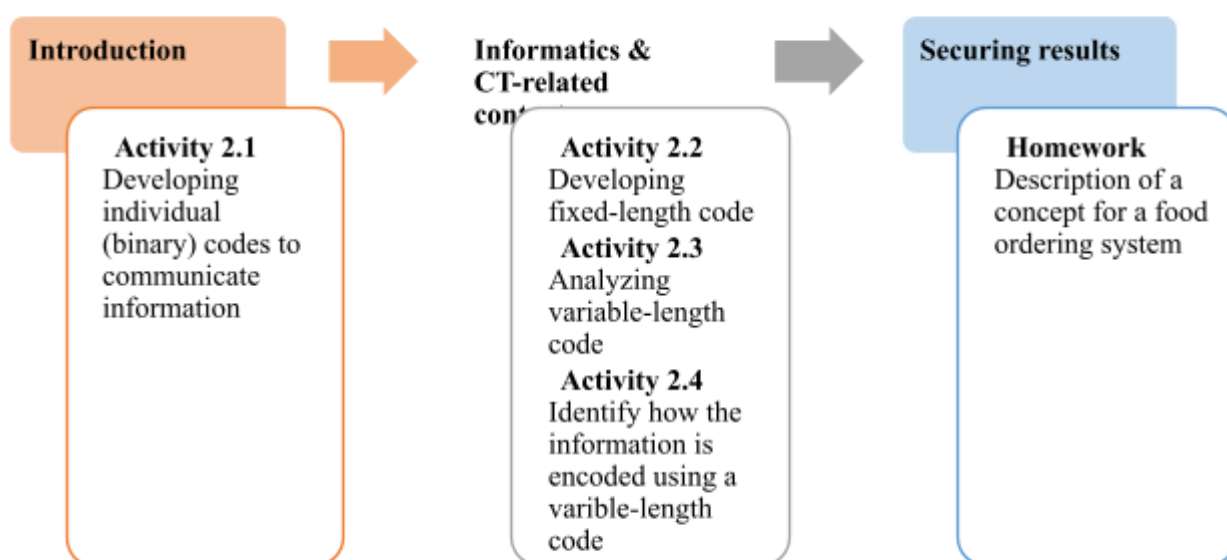 Introduction
Activity 2.1
Developing
individual
(binary) codes to
communicate
information
Informatics &
CT-related
Activity 2.2
Developing
fixed-length code
Activity 2.3
Analyzing
variable-length
code
Activity 2.4
Identify how the
information is
encoded using a
varible-length
code
Securing results
Homework
Description of a
concept for a food
ordering system